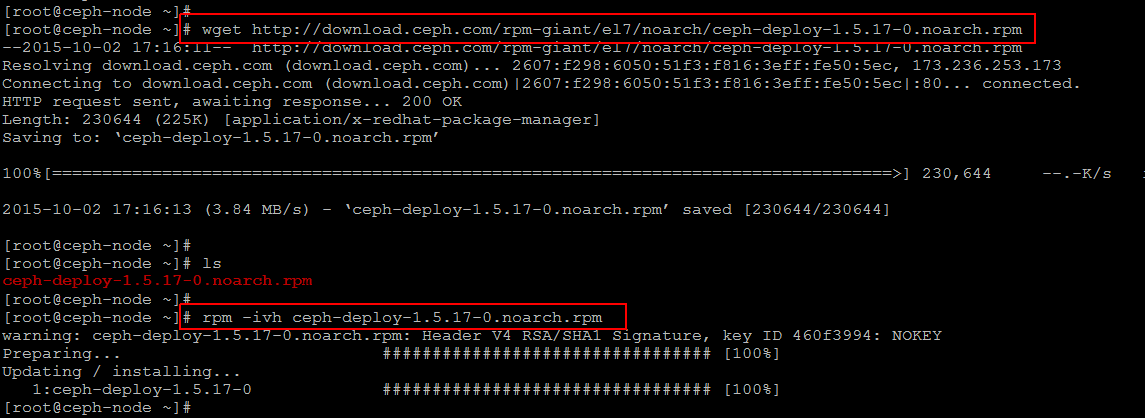 [root@ceph-node ~]#
[root@ceph-node ~]# wget http://download.ceph.com/rpm-giant/el7/noarch/ceph-deploy-1.5.17-0.noarch.rpm
--2015-10-02 17:16:11-- http://download.ceph.com/rpm-giant/el7/noarch/ceph-deploy-1.5.17-0.noarch.rpm
Resolving download.ceph.com (download.ceph.com)... 2607:f298:6050:51f3:f816:3eff:fe50:5ec, 173.236.253.173
Connecting to download.ceph.com (download.ceph.com)|2607:f298:6050:51f3:f816:3eff:fe50:5ec|:80... connected.
HTTP request sent, awaiting response... 200 OK
Length: 230644 (225K) [application/x-redhat-package-manager]
Saving to: ‘ceph-deploy-1.5.17-0.noarch.rpm’
100%[=====================================================================================>] 230,644 --.-K/s
2015-10-02 17:16:13 (3.84 MB/s) - ‘ceph-deploy-1.5.17-0.noarch.rpm’ saved [230644/230644]
[root@ceph-node ~]#
[root@ceph-node ~]# ls
ceph-deploy-1.5.17-0.noarch.rpm
[root@ceph-node ~]#
[root@ceph-node ~]# rpm -ivh ceph-deploy-1.5.17-0.noarch.rpm
warning: ceph-deploy-1.5.17-0.noarch.rpm: Header V4 RSA/SHA1 Signature, key ID 460f3994: NOKEY
Preparing... ################################# [100%]
Updating / installing...
1:ceph-deploy-1.5.17-0 ################################# [100%]
[root@ceph-node ~]#